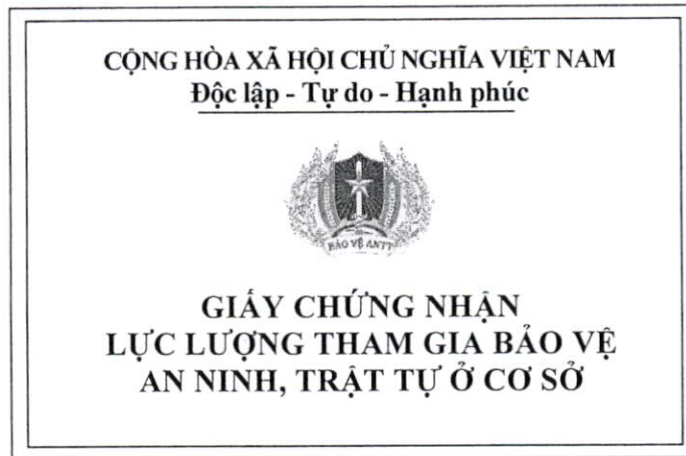 CỘNG HÒA XÃ HỘI CHỦ NGHĨA VIỆT NAM
Độc lập - Tự do - Hạnh phúc
BẢO VỆ ANTT
GIẤY CHỨNG NHẬN
LỰC LƯỢNG THAM GIA BẢO VỆ
AN NINH, TRẬT TỰ Ở CƠ SỞ